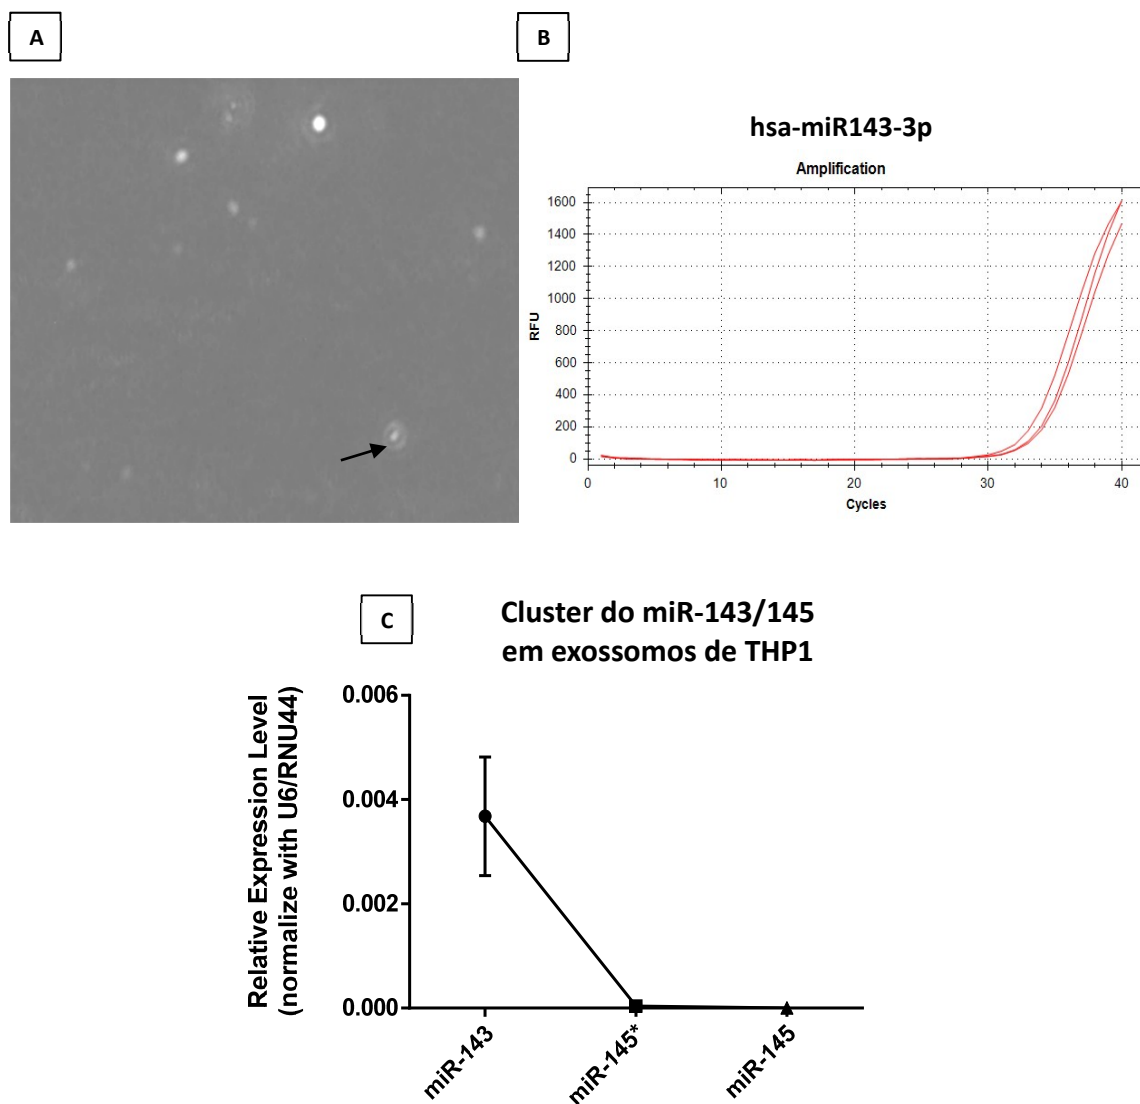 A
B
hsa-miR143-3p
Amplification
1600
1400
1200
1000
800
600
400
200
0
RFU
0 10 20 30 40
Cycles
C
Cluster do miR-143/145
em exossomos de THP1
Relative Expression Level
(normalize with U6/RNU44)
0.006
0.004
0.002
0.000
miR-143
miR-145*
miR-145